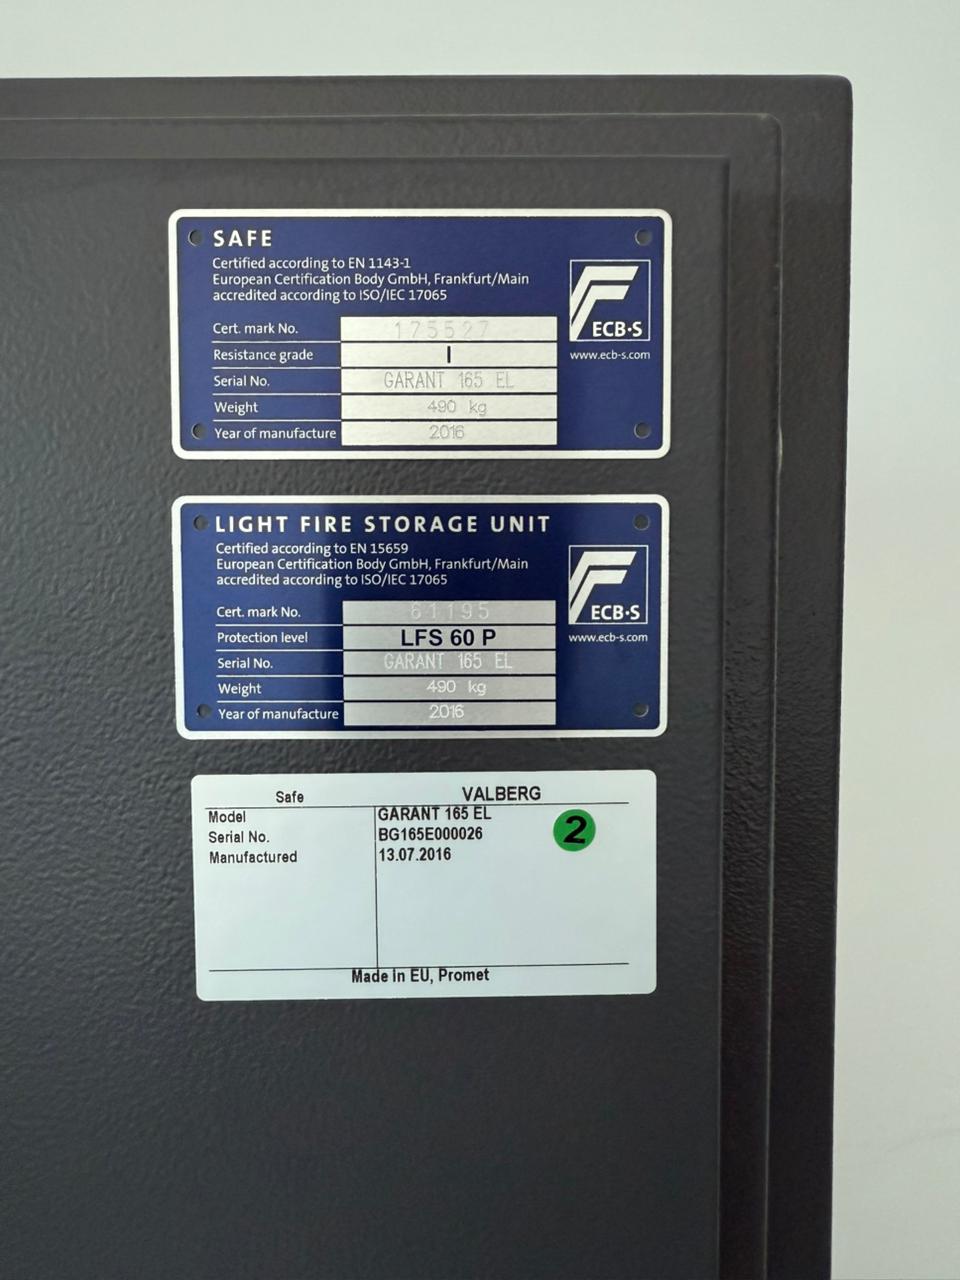 SAFE
Certified according to EN 1143-1
European Certification Body GmbH, Frankfurt/Main
accredited according to ISO/IEC 17065
Cert. mark No. 175527
Resistance grade I
Serial No. GARANT 165 EL
Weight 490 kg
Year of manufacture 2016
ECB·S
www.ecb-s.com
LIGHT FIRE STORAGE UNIT
Certified according to EN 15659
European Certification Body GmbH, Frankfurt/Main
accredited according to ISO/IEC 17065
Cert. mark No. 61195
Protection level LFS 60 P
Serial No. GARANT 165 EL
Weight 490 kg
Year of manufacture 2016
ECB·S
www.ecb-s.com
Safe VALBERG
Model GARANT 165 EL
Serial No. BG165E000026
Manufactured 13.07.2016
2
Made in EU, Promet